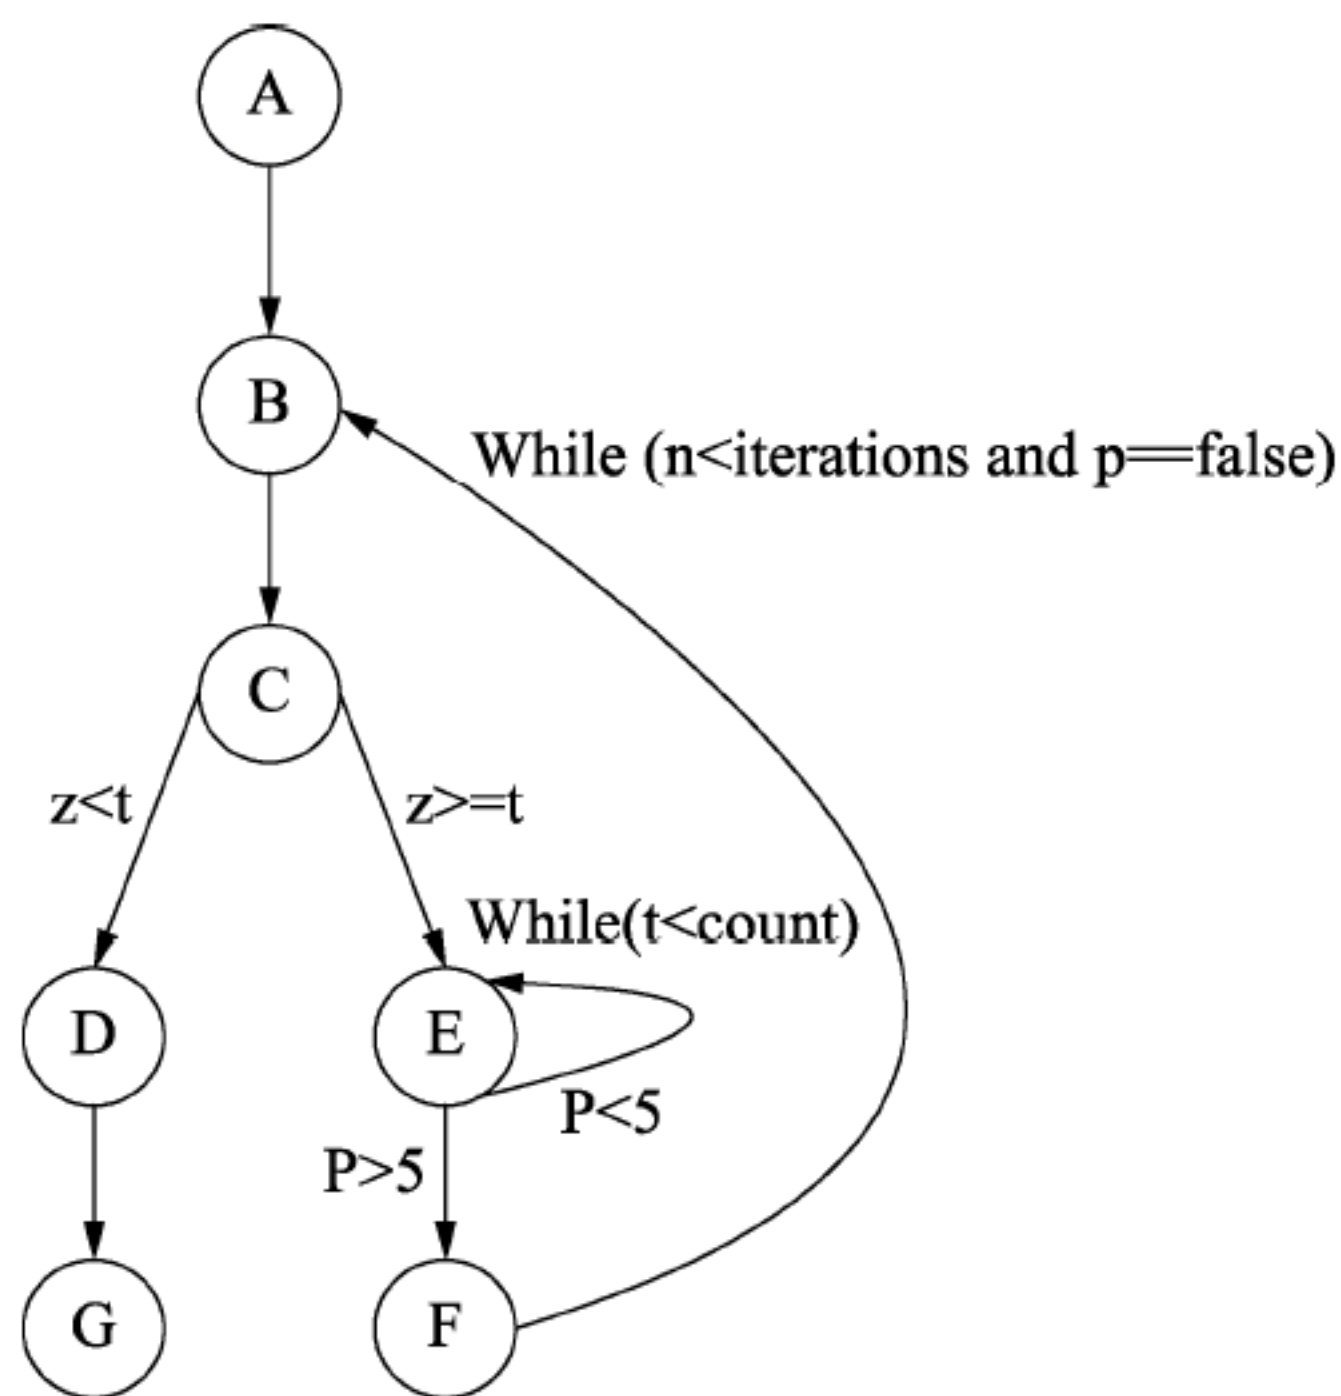 A
B
While (n<iterations and p==false)
C
z<t
z>=t
While(t<count)
D
E
P<5
P>5
G
F